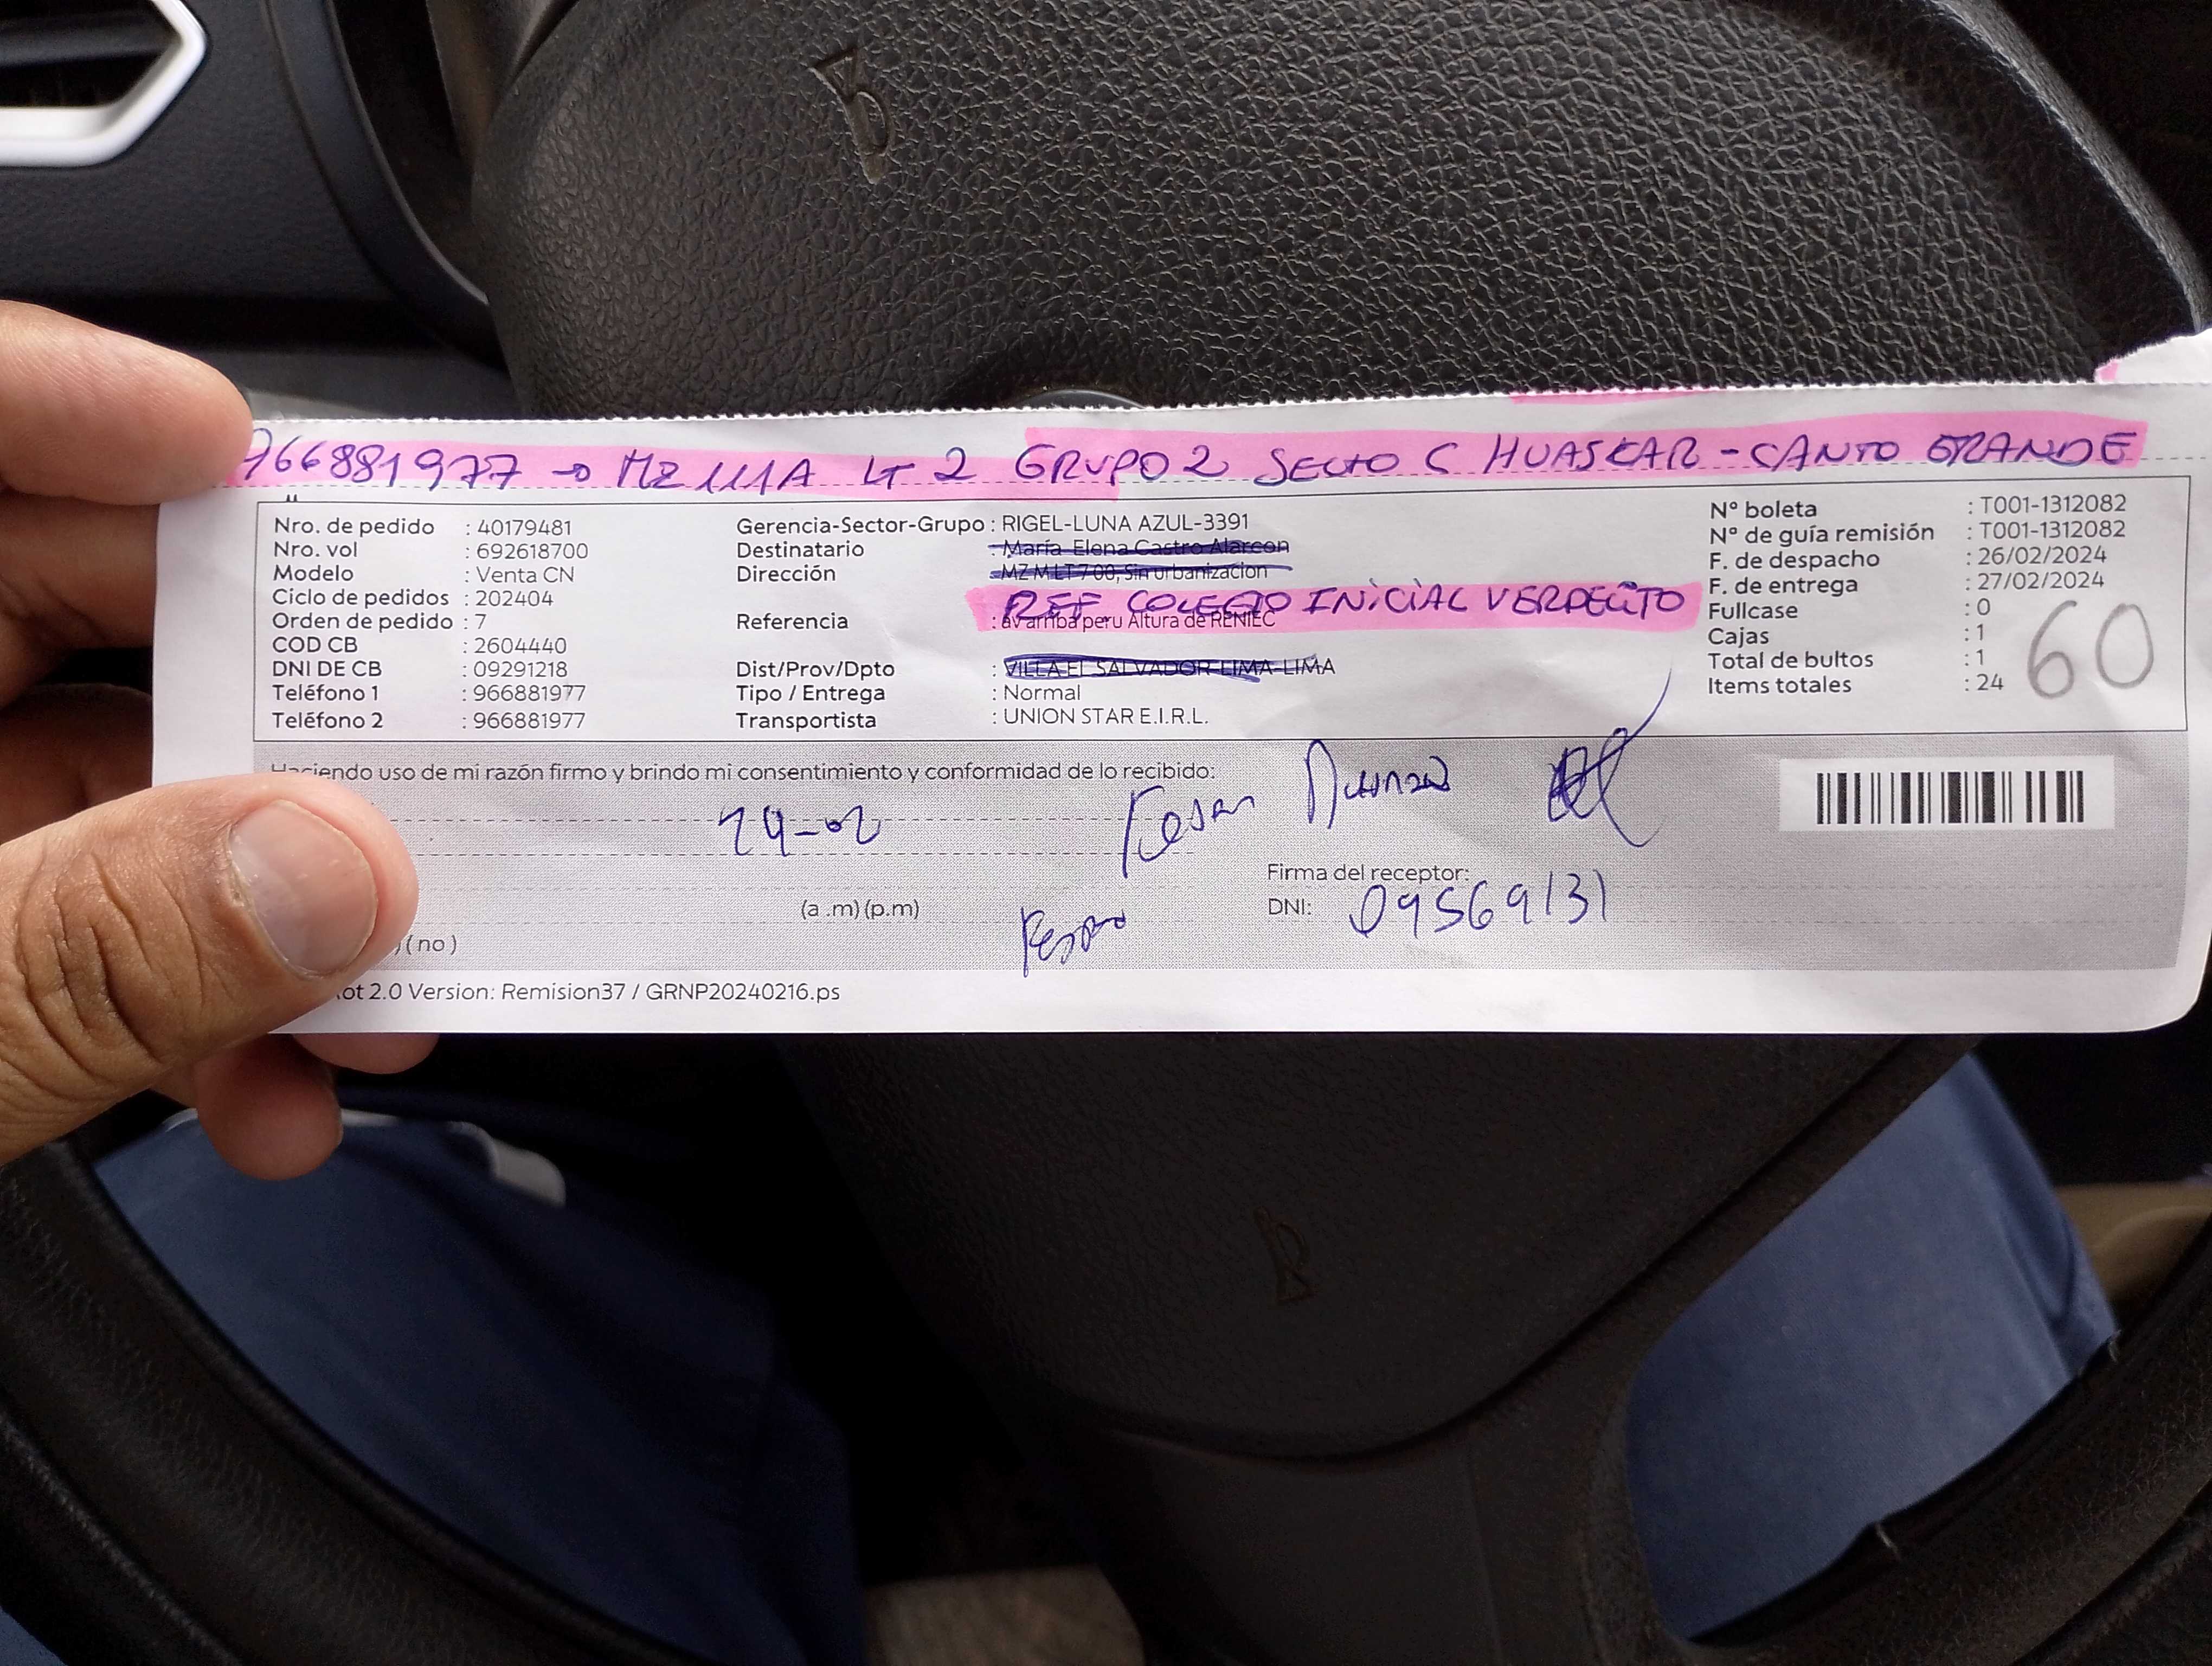 966881977 → MZ 111A LT 2 GRUPO 2 SECTO C HUASKAR - CANTO GRANDE
Nro. de pedido : 40179481
Nro. vol : 692618700
Modelo : Venta CN
Ciclo de pedidos : 202404
Orden de pedido : 7
COD CB : 2604440
DNI DE CB : 09291218
Teléfono 1 : 966881977
Teléfono 2 : 966881977
Gerencia-Sector-Grupo : RIGEL-LUNA AZUL-3391
Destinatario : María Elena Castro Alarcon
Dirección : MZ M LT 700, Sin urbanizacion
REF. COLEGIO INICIAL VERDECITO
Referencia : av arriba peru Altura de RENIEC
Dist/Prov/Dpto : VILLA EL SALVADOR-LIMA-LIMA
Tipo / Entrega : Normal
Transportista : UNION STAR E.I.R.L.
Nº boleta : T001-1312082
Nº de guía remisión : T001-1312082
F. de despacho : 26/02/2024
F. de entrega : 27/02/2024
Fullcase : 0
Cajas : 1
Total de bultos : 1
Items totales : 24
60
Haciendo uso de mi razón firmo y brindo mi consentimiento y conformidad de lo recibido:
Firma del receptor:
(a .m) (p.m)
DNI: 09569131
( no )
ot 2.0 Version: Remision37 / GRNP20240216.ps